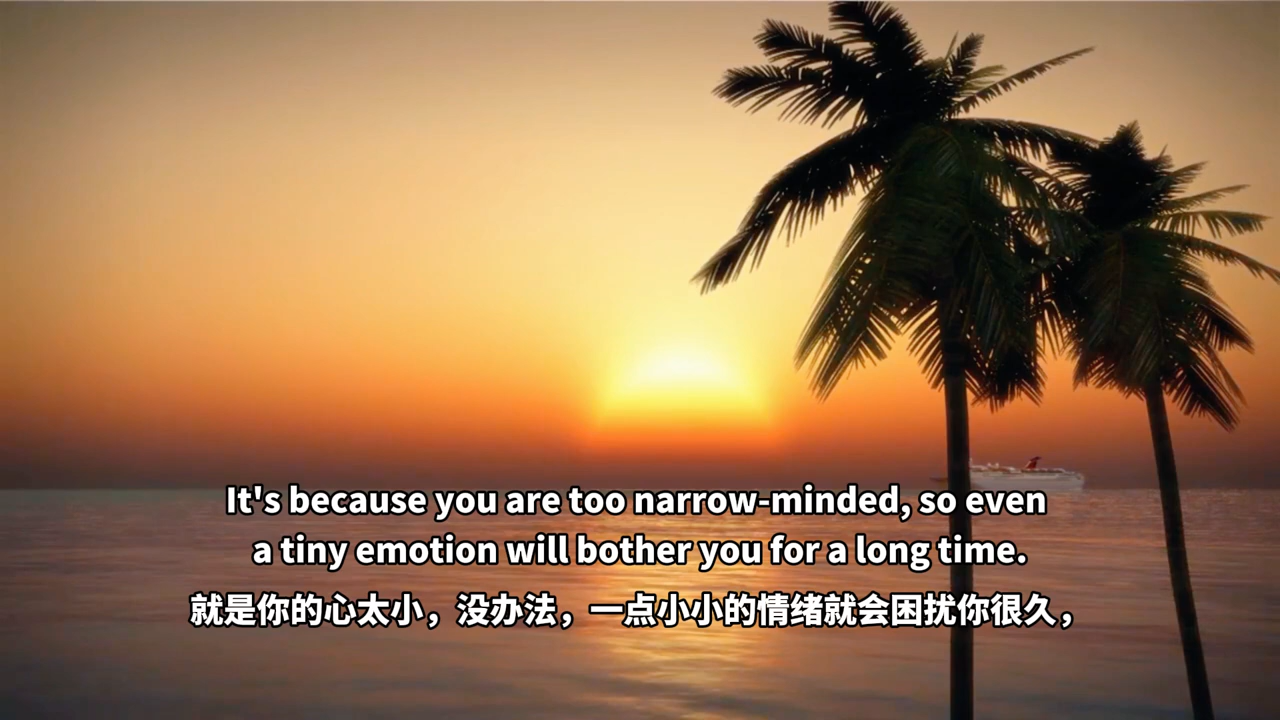 It's because you are too narrow-minded, so even
a tiny emotion will bother you for a long time.
就是你的心太小，没办法，一点小小的情绪就会困扰你很久，